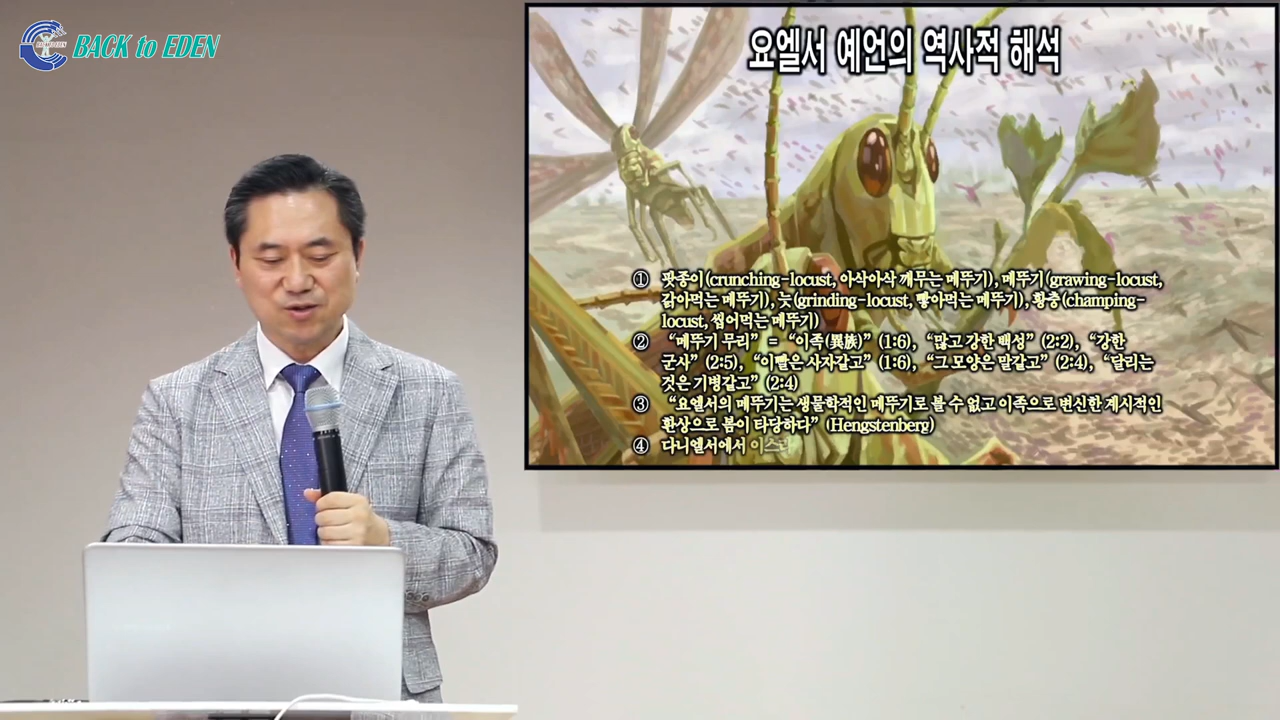 BACK to EDEN
요엘서 예언의 역사적 해석
① 팟종이(crunching-locust, 아삭아삭 깨무는 메뚜기), 메뚜기(grawing-locust,
갉아먹는 메뚜기), 늣(grinding-locust, 빻아먹는 메뚜기), 황충(champing-
locust, 씹어먹는 메뚜기)
② “메뚜기 무리” = “이족(異族)” (1:6), “많고 강한 백성” (2:2), “강한
군사” (2:5), “이빨은 사자같고” (1:6), “그 모양은 말같고” (2:4), “달리는
것은 기병같고” (2:4)
③ “요엘서의 메뚜기는 생물학적인 메뚜기로 볼 수 없고 이족으로 변신한 계시적인
환상으로 봄이 타당하다” (Hengstenberg)
④ 다니엘서에서 이스라